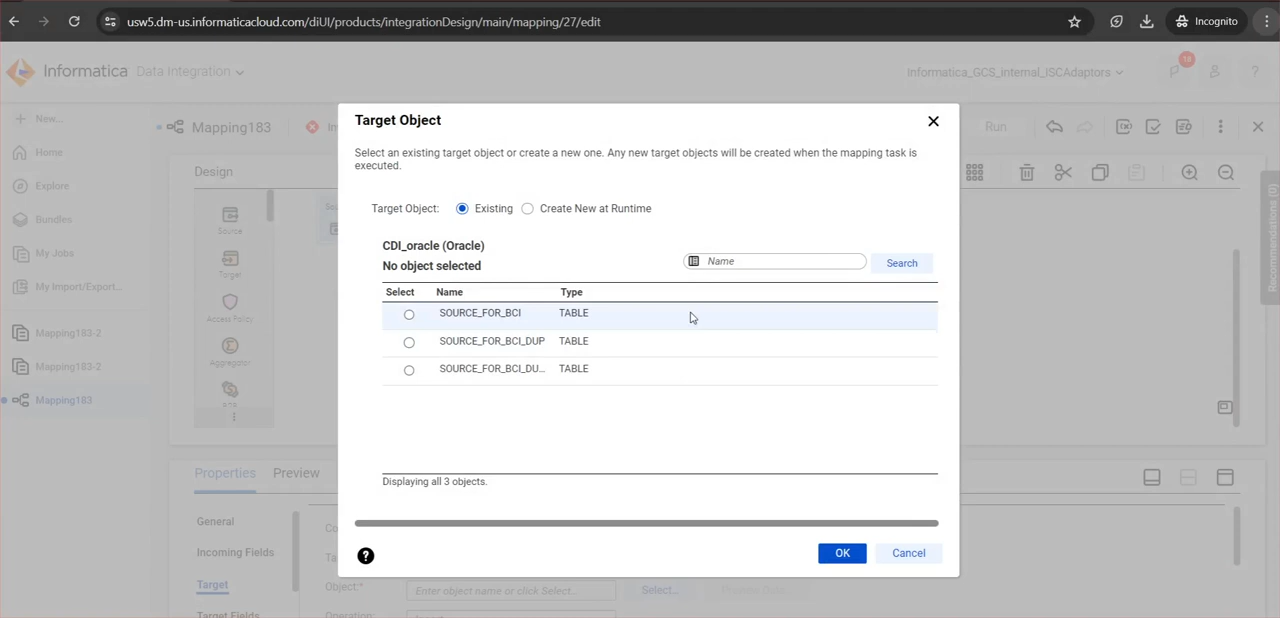 usw5.dm-us.informaticacloud.com/diUI/products/integrationDesign/main/mapping/27/edit
Incognito
Informatica Data Integration
Informatica_GCS_internal_ISCAdaptors
18
?
New...
Home
Explore
Bundles
My Jobs
My Import/Export...
Mapping183-2
Mapping183-2
Mapping183
Mapping183
Run
Design
Source
Target
Access Policy
Aggregator
Recommendations (0)
Target Object
Select an existing target object or create a new one. Any new target objects will be created when the mapping task is
executed.
Target Object: Existing Create New at Runtime
CDI_oracle (Oracle)
No object selected
Name
Search
Select Name Type
SOURCE_FOR_BCI TABLE
SOURCE_FOR_BCI_DUP TABLE
SOURCE_FOR_BCI_DU... TABLE
Displaying all 3 objects.
?
OK
Cancel
Properties
Preview
General
Incoming Fields
Target
Target Fields
Object:*
Enter object name or click Select...
Select...
Operation: